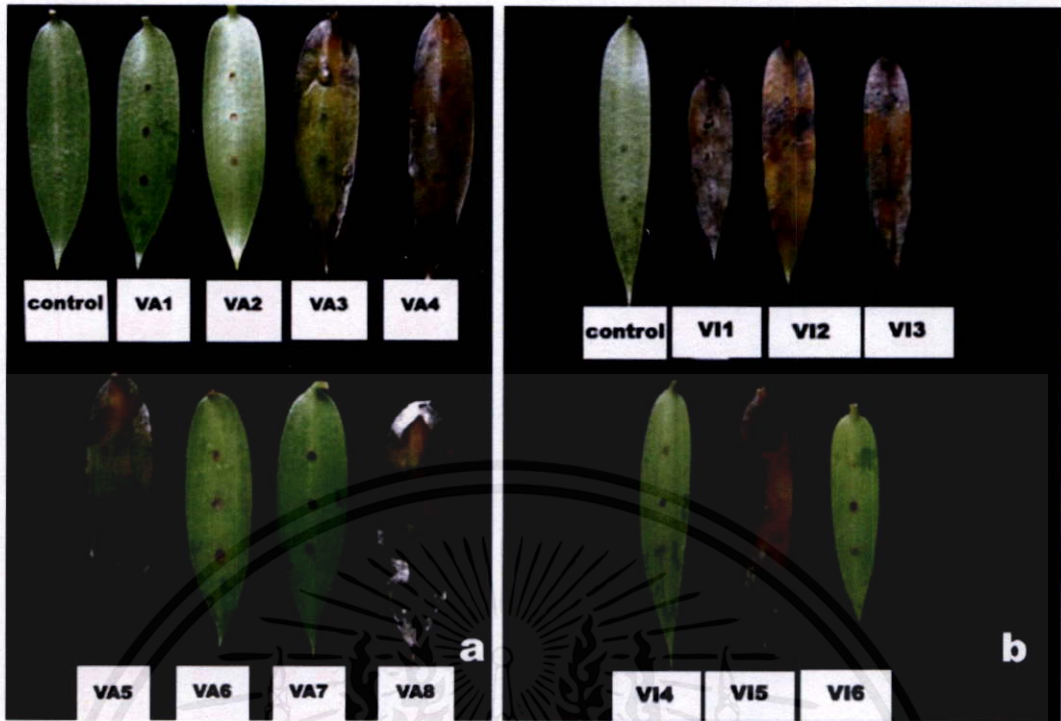 control VA1 VA2 VA3 VA4
VA5 VA6 VA7 VA8
a
control VI1 VI2 VI3
VI4 VI5 VI6
b